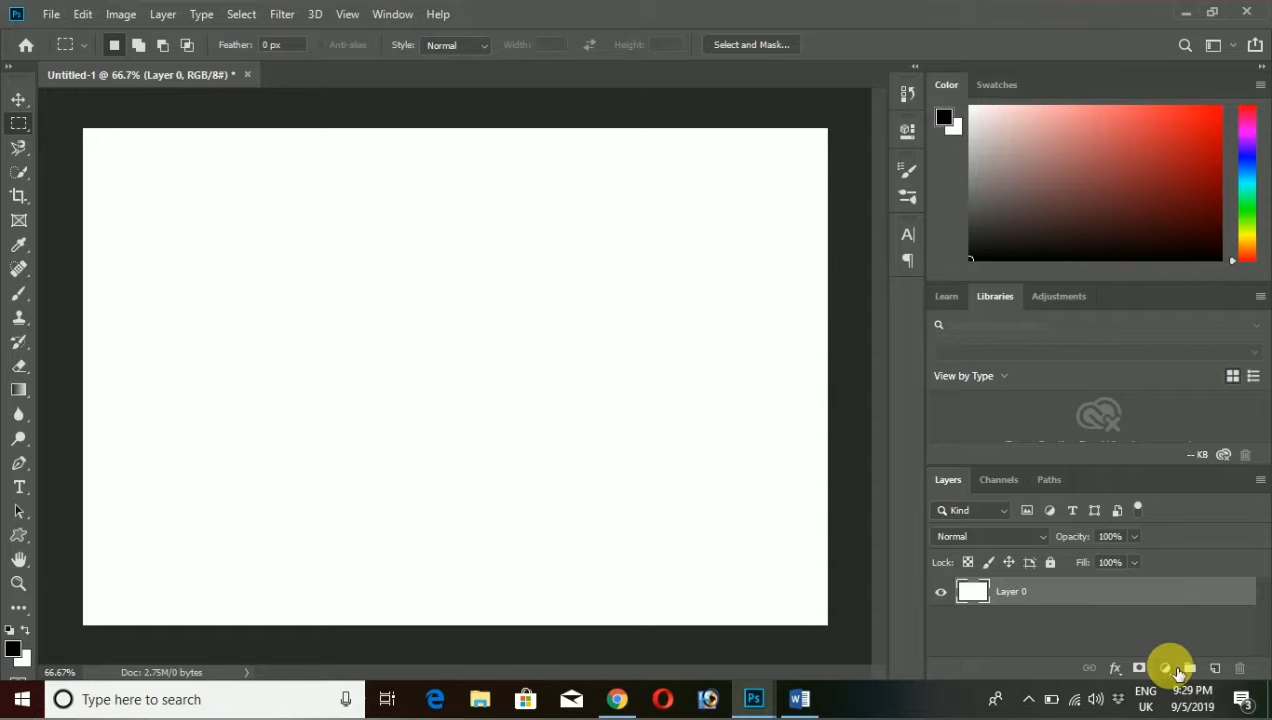 Ps File Edit Image Layer Type Select Filter 3D View Window Help
Feather: 0 px Anti-alias Style: Normal Width: Height: Select and Mask...
Untitled-1 @ 66.7% (Layer 0, RGB/8#) *
Color Swatches
Learn Libraries Adjustments
View by Type
-- KB
Layers Channels Paths
Kind
Normal Opacity: 100%
Lock: Fill: 100%
Layer 0
66.67% Doc: 2.75M/0 bytes
Type here to search
Ps
ENG 9:29 PM
UK 9/5/2019
3